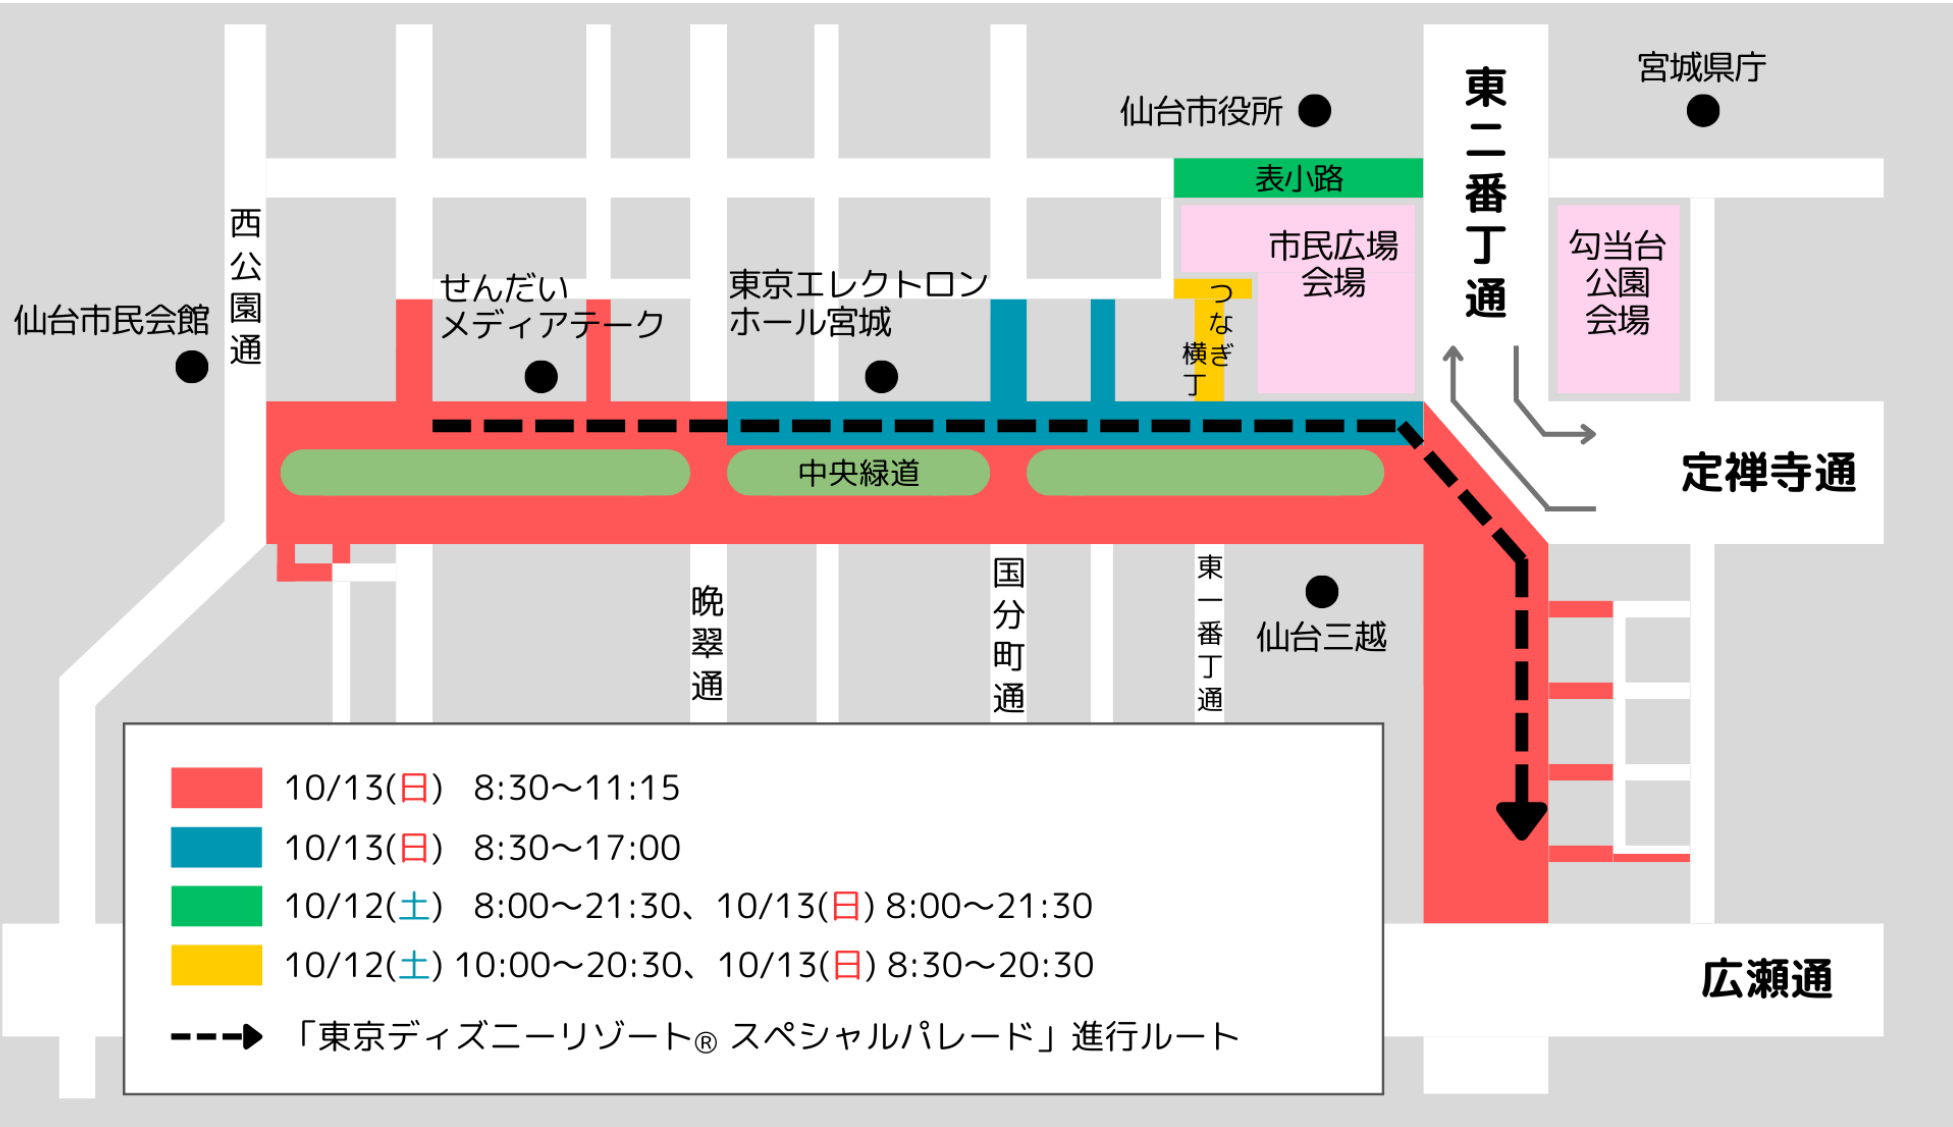 宮城県庁
仙台市役所
東二番丁通
表小路
西公園通
市民広場
会場
勾当台
公園
会場
せんだい
メディアテーク
東京エレクトロン
ホール宮城
つなぎ
横丁
仙台市民会館
定禅寺通
中央緑道
晩翠通
国分町通
東一番丁通
仙台三越
10/13(日) 8:30〜11:15
10/13(日) 8:30〜17:00
10/12(土) 8:00〜21:30、10/13(日) 8:00〜21:30
10/12(土) 10:00〜20:30、10/13(日) 8:30〜20:30
「東京ディズニーリゾート® スペシャルパレード」進行ルート
広瀬通